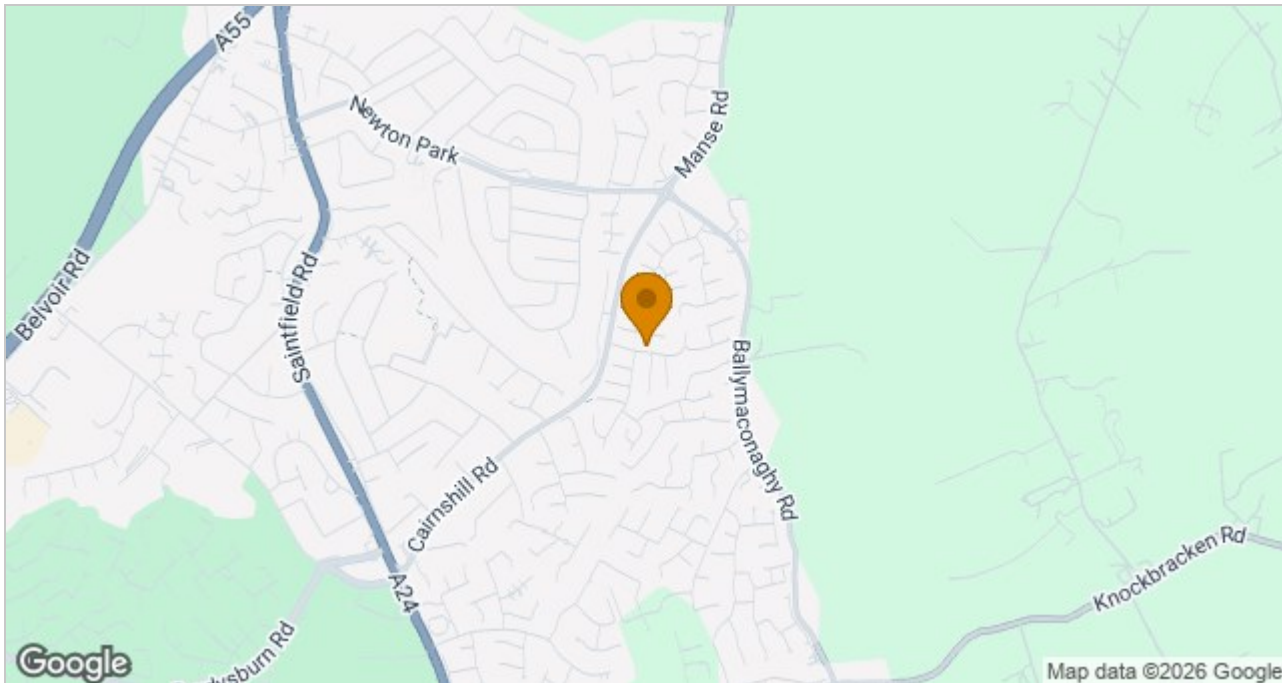 A55
Newton Park
Manse Rd
Belvoir Rd
Saintfield Rd
Ballymaconaghy Rd
Cairnshill Rd
A24
Knockbracken Rd
Google
Map data ©2026 Google